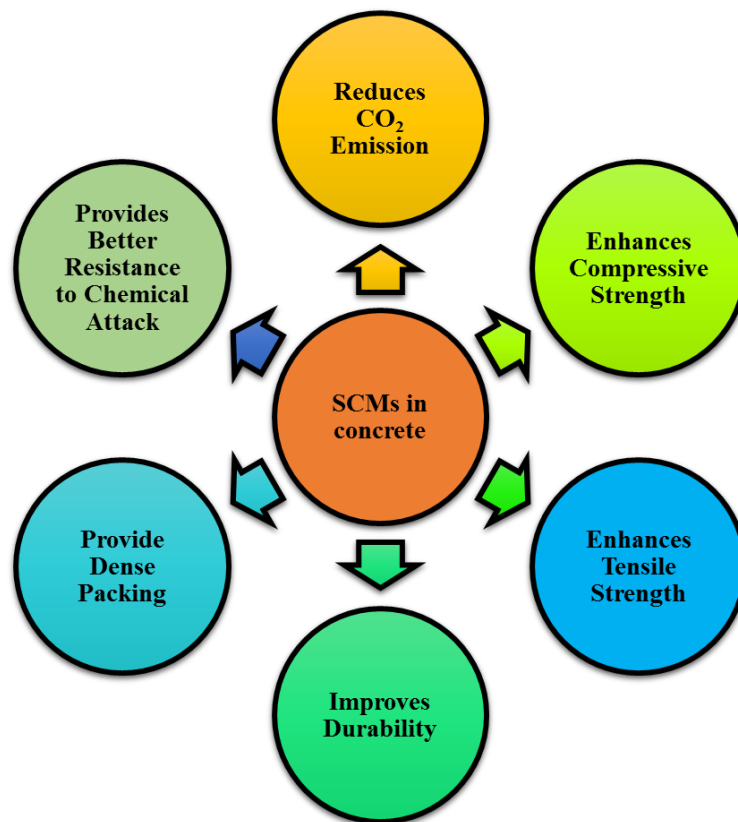 Reduces
CO₂
Emission
Provides
Better
Resistance
to Chemical
Attack
Enhances
Compressive
Strength
SCMs in
concrete
Provide
Dense
Packing
Enhances
Tensile
Strength
Improves
Durability